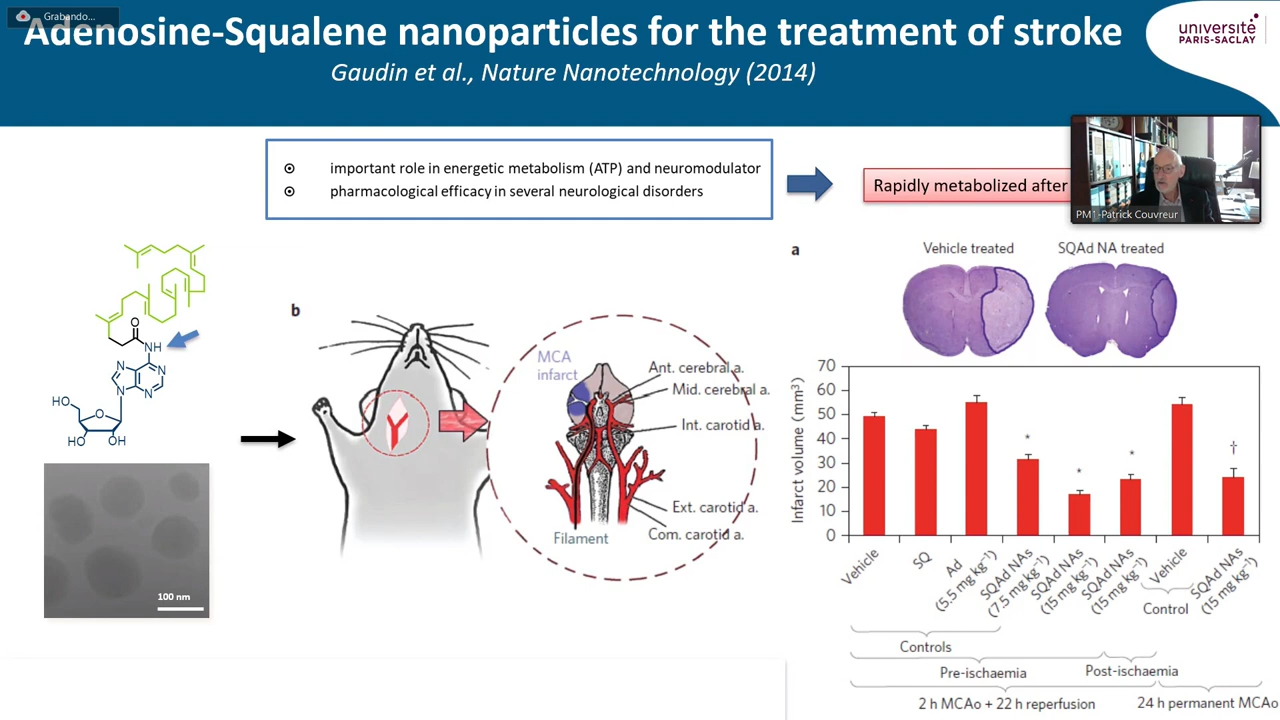 Grabando...
Adenosine-Squalene nanoparticles for the treatment of stroke
Gaudin et al., Nature Nanotechnology (2014)
université
PARIS-SACLAY
important role in energetic metabolism (ATP) and neuromodulator
pharmacological efficacy in several neurological disorders
Rapidly metabolized after
PM1-Patrick Couvreur
O
NH
N
N
N
N
HO
O
HO
OH
100 nm
b
MCA
infarct
Ant. cerebral a.
Mid. cerebral a.
Int. carotid a.
Ext. carotid a.
Com. carotid a.
Filament
a
Vehicle treated
SQAd NA treated
Infarct volume (mm³)
70
60
50
40
30
20
10
0
*
*
*
†
Vehicle
SQ
Ad
(5.5 mg kg⁻¹)
SQAd NAs
(7.5 mg kg⁻¹)
SQAd NAs
(15 mg kg⁻¹)
SQAd NAs
(15 mg kg⁻¹)
Vehicle
SQAd NAs
(15 mg kg⁻¹)
Control
Controls
Pre-ischaemia
Post-ischaemia
2 h MCAo + 22 h reperfusion
24 h permanent MCAo